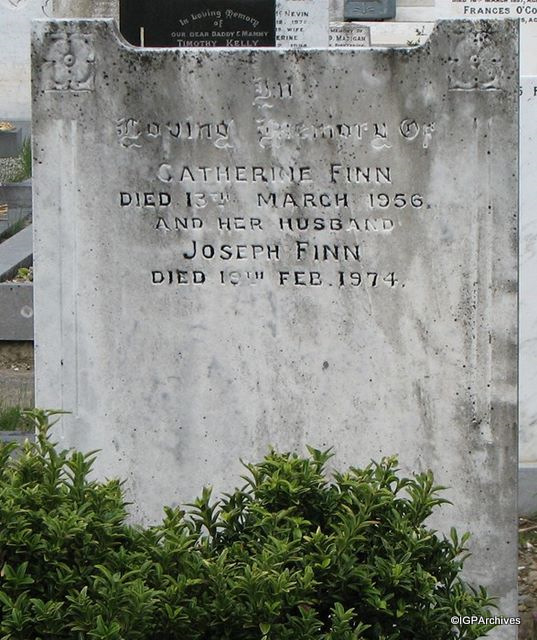 In Loving Memory
OF
OUR DEAR DADDY & MAMMY
TIMOTHY KELLY
In
Loving Memory Of
CATHERINE FINN
DIED 13TH MARCH 1956.
AND HER HUSBAND
JOSEPH FINN
DIED 19TH FEB. 1974.
©IGPArchives